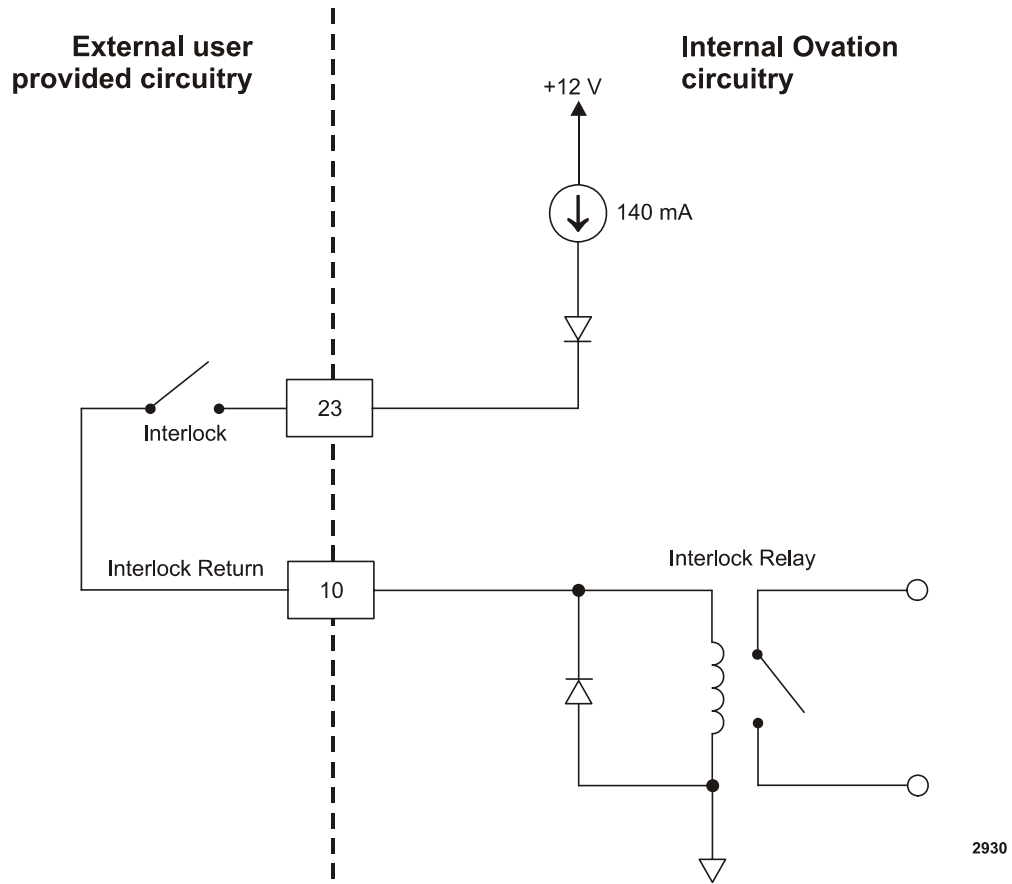 External user
provided circuitry
Internal Ovation
circuitry
+12 V
140 mA
23
Interlock
Interlock Return
10
Interlock Relay
2930